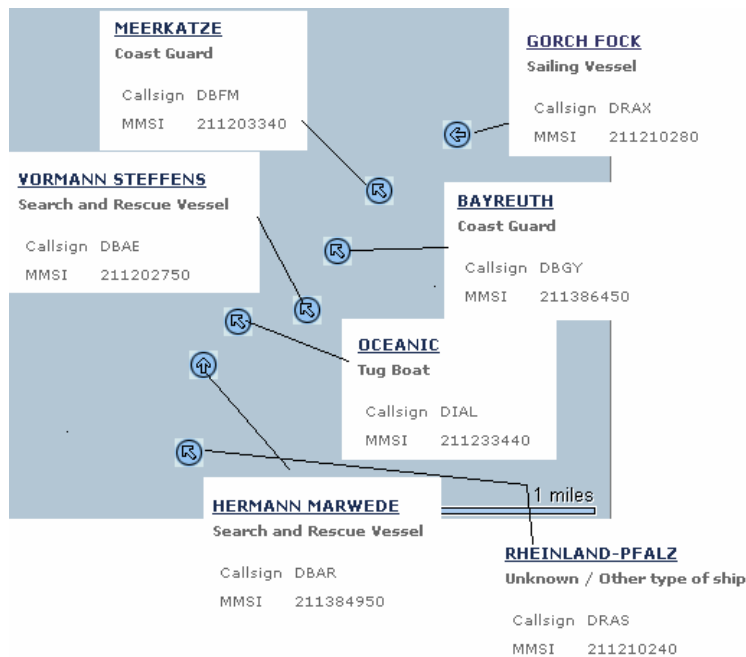 MEERKATZE
Coast Guard
Callsign DBFM
MMSI 211203340
GORCH FOCK
Sailing Vessel
Callsign DRAX
MMSI 211210280
VORMANN STEFFENS
Search and Rescue Vessel
Callsign DBAE
MMSI 211202750
BAYREUTH
Coast Guard
Callsign DBGY
MMSI 211386450
OCEANIC
Tug Boat
Callsign DIAL
MMSI 211233440
HERMANN MARWEDE
Search and Rescue Vessel
Callsign DBAR
MMSI 211384950
1 miles
RHEINLAND-PFALZ
Unknown / Other type of ship
Callsign DRAS
MMSI 211210240